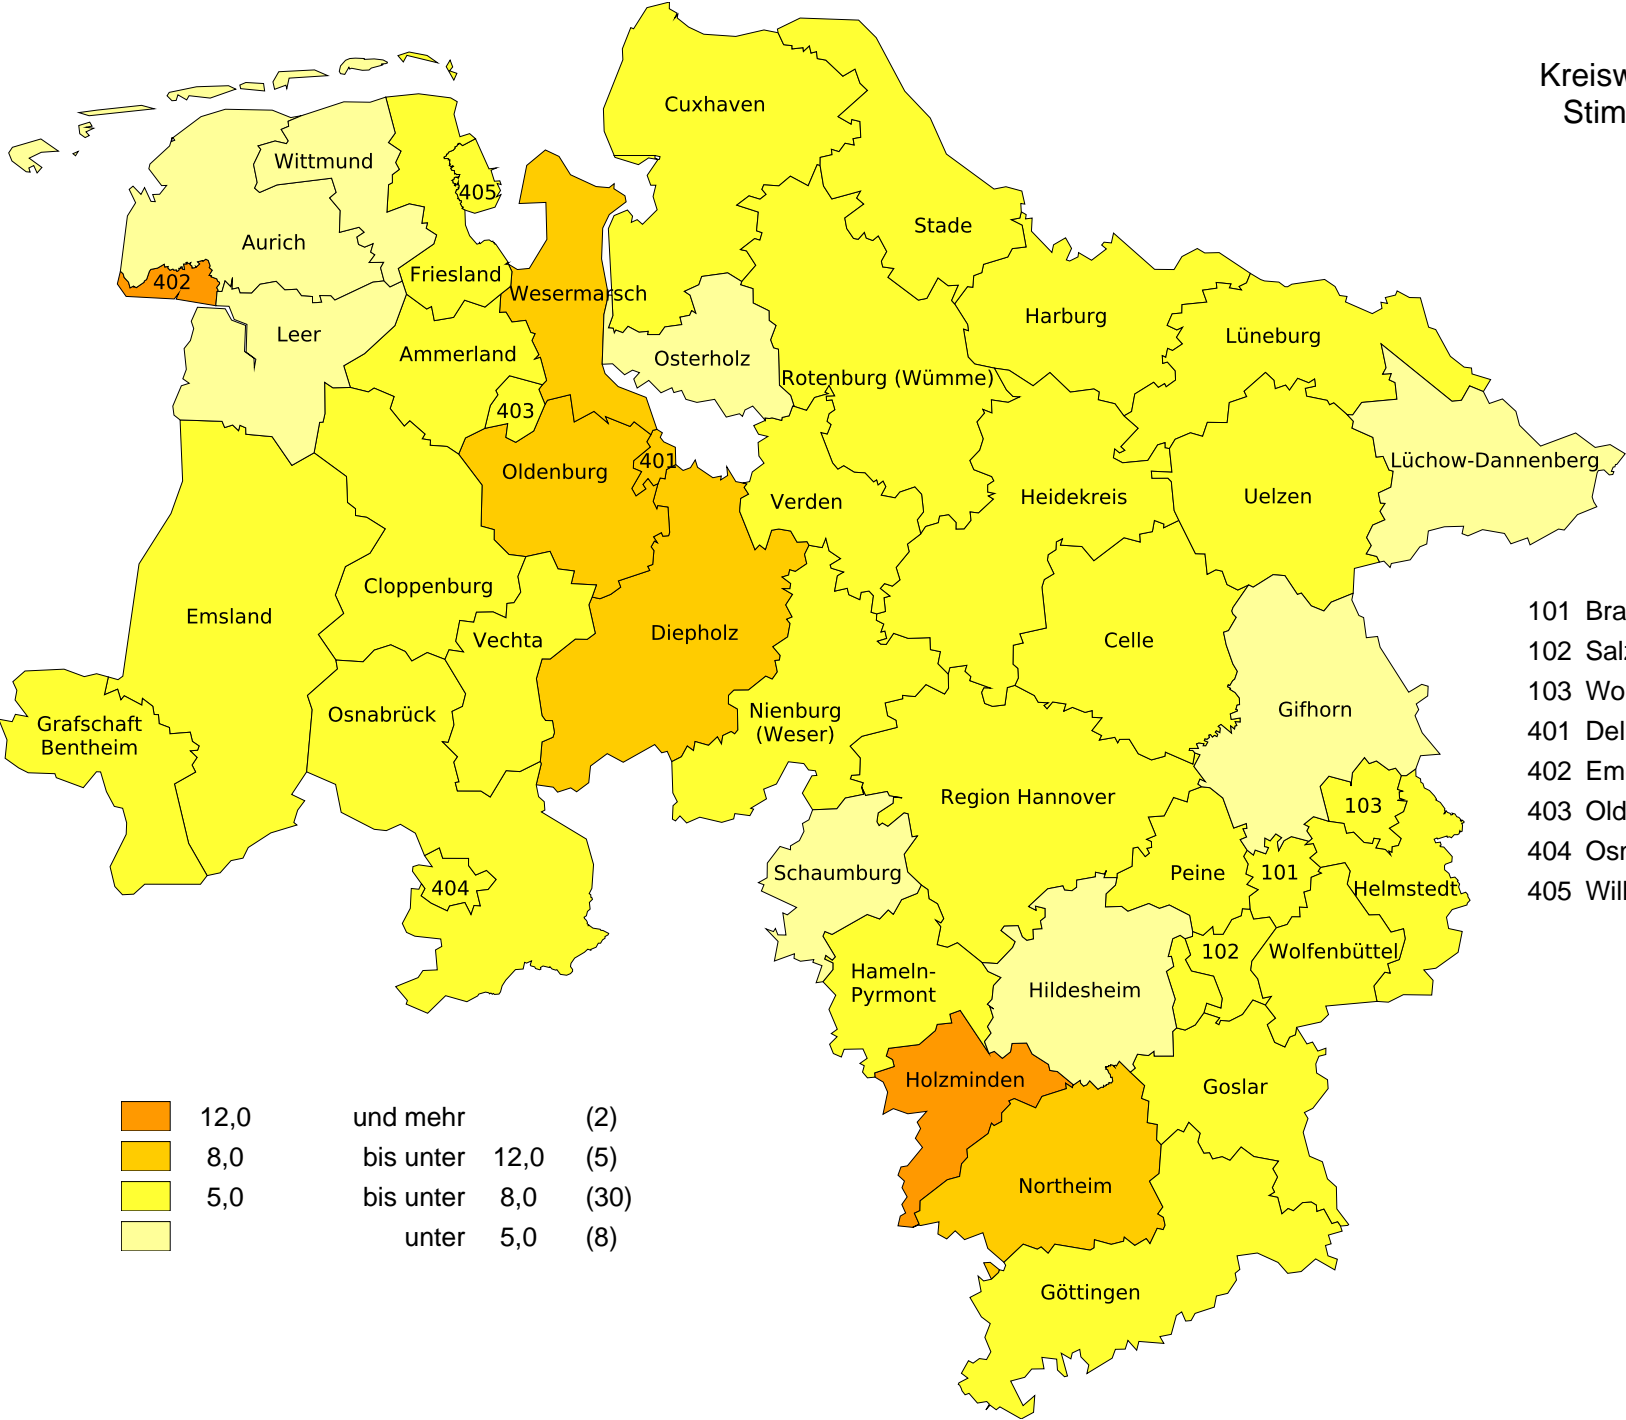 Kreisw
Stim
Cuxhaven
Wittmund
405
Stade
Aurich
Friesland
402
Wesermarsch
Harburg
Leer
Lüneburg
Ammerland
Osterholz
Rotenburg (Wümme)
403
401
Lüchow-Dannenberg
Oldenburg
Verden
Heidekreis
Uelzen
Cloppenburg
Emsland
101 Bra
Vechta
Diepholz
Celle
102 Salz
103 Wo
Grafschaft
Bentheim
Osnabrück
Nienburg
(Weser)
Gifhorn
401 Del
402 Em
Region Hannover
103
403 Old
404 Osn
Schaumburg
Peine
101
404
Helmstedt
405 Will
Hameln-
Pyrmont
102
Wolfenbüttel
Hildesheim
Holzminden
Goslar
12,0 und mehr (2)
8,0 bis unter 12,0 (5)
Northeim
5,0 bis unter 8,0 (30)
unter 5,0 (8)
Göttingen